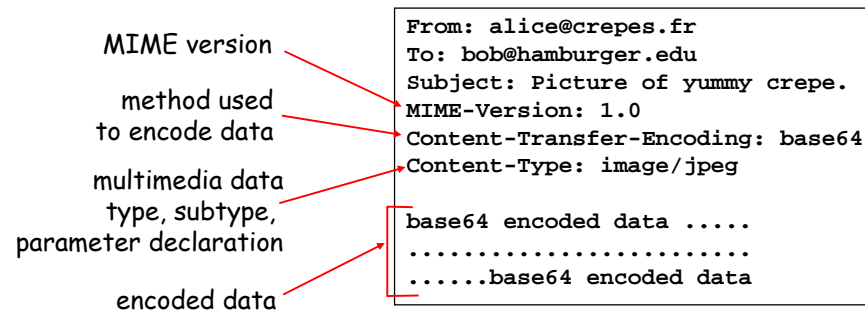 MIME version
method used
to encode data
multimedia data
type, subtype,
parameter declaration
encoded data
From: alice@crepes.fr
To: bob@hamburger.edu
Subject: Picture of yummy crepe.
MIME-Version: 1.0
Content-Transfer-Encoding: base64
Content-Type: image/jpeg
base64 encoded data .....
.........................
......base64 encoded data